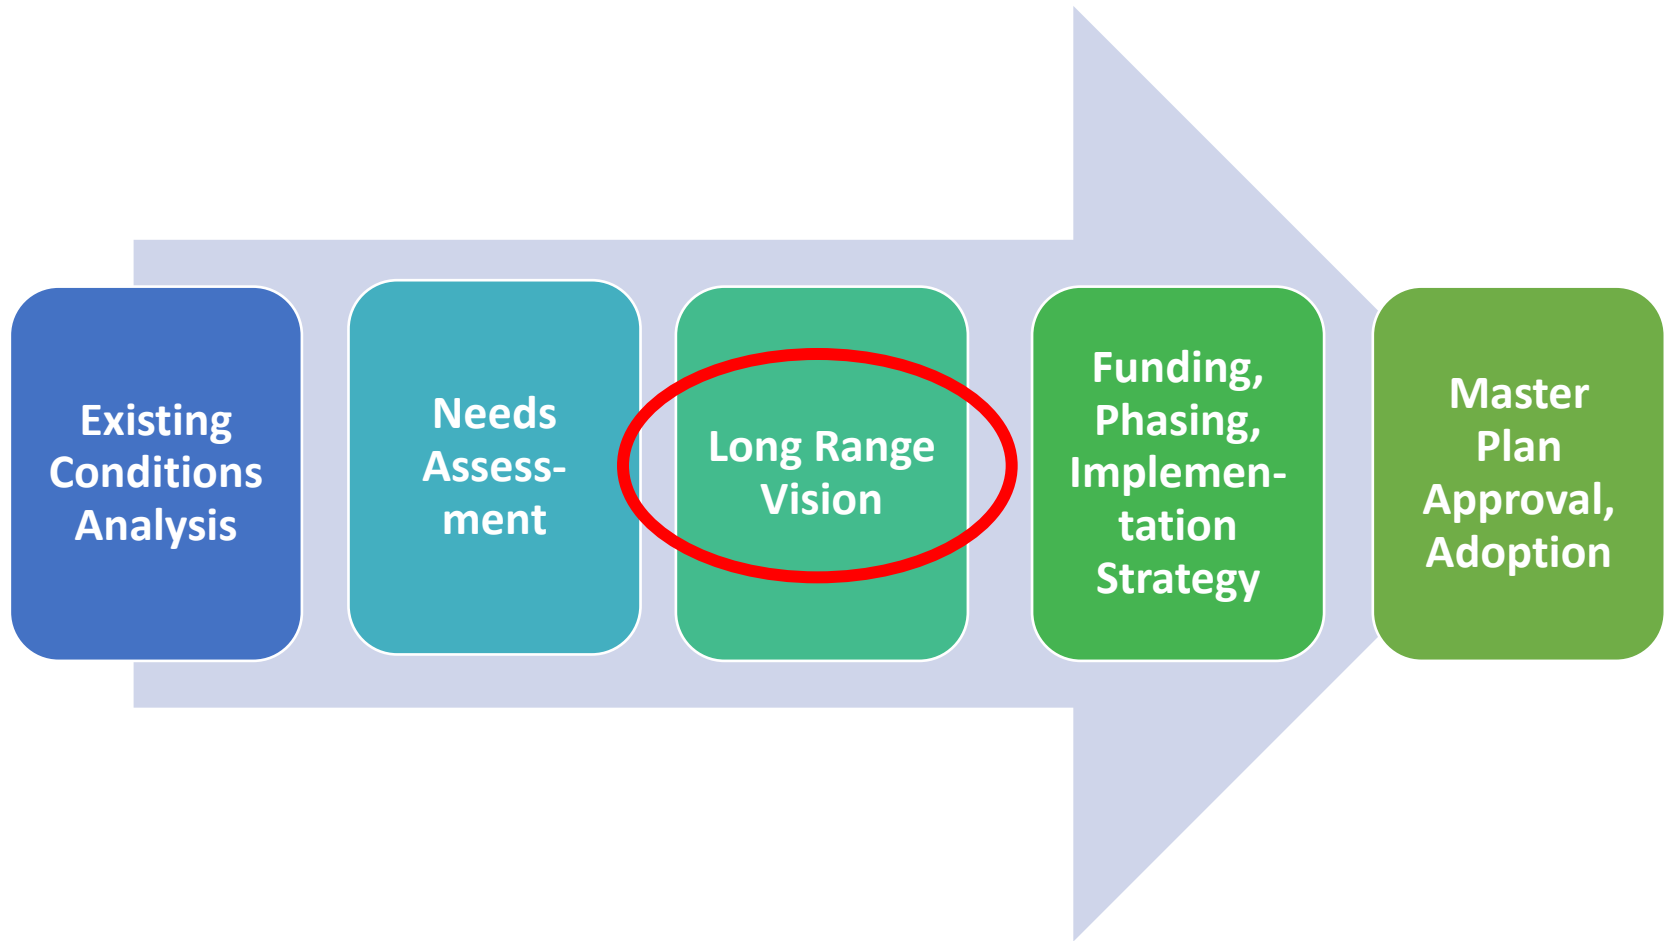 Existing
Conditions
Analysis
Needs
Assess-
ment
Long Range
Vision
Funding,
Phasing,
Implemen-
tation
Strategy
Master
Plan
Approval,
Adoption